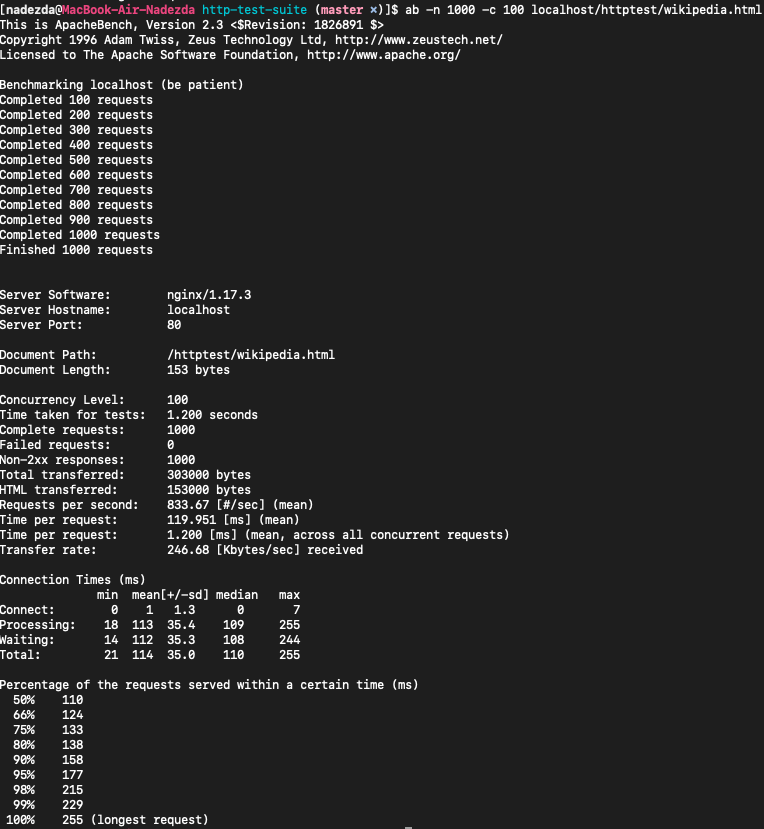 [nadezda@MacBook-Air-Nadezda http-test-suite (master ×)]$ ab -n 1000 -c 100 localhost/httptest/wikipedia.html
This is ApacheBench, Version 2.3 <$Revision: 1826891 $>
Copyright 1996 Adam Twiss, Zeus Technology Ltd, http://www.zeustech.net/
Licensed to The Apache Software Foundation, http://www.apache.org/

Benchmarking localhost (be patient)
Completed 100 requests
Completed 200 requests
Completed 300 requests
Completed 400 requests
Completed 500 requests
Completed 600 requests
Completed 700 requests
Completed 800 requests
Completed 900 requests
Completed 1000 requests
Finished 1000 requests


Server Software:        nginx/1.17.3
Server Hostname:        localhost
Server Port:            80

Document Path:          /httptest/wikipedia.html
Document Length:        153 bytes

Concurrency Level:      100
Time taken for tests:   1.200 seconds
Complete requests:      1000
Failed requests:        0
Non-2xx responses:      1000
Total transferred:      303000 bytes
HTML transferred:       153000 bytes
Requests per second:    833.67 [#/sec] (mean)
Time per request:       119.951 [ms] (mean)
Time per request:       1.200 [ms] (mean, across all concurrent requests)
Transfer rate:          246.68 [Kbytes/sec] received

Connection Times (ms)
              min  mean[+/-sd] median   max
Connect:        0    1   1.3      0       7
Processing:    18  113  35.4    109     255
Waiting:       14  112  35.3    108     244
Total:         21  114  35.0    110     255

Percentage of the requests served within a certain time (ms)
  50%    110
  66%    124
  75%    133
  80%    138
  90%    158
  95%    177
  98%    215
  99%    229
 100%    255 (longest request)